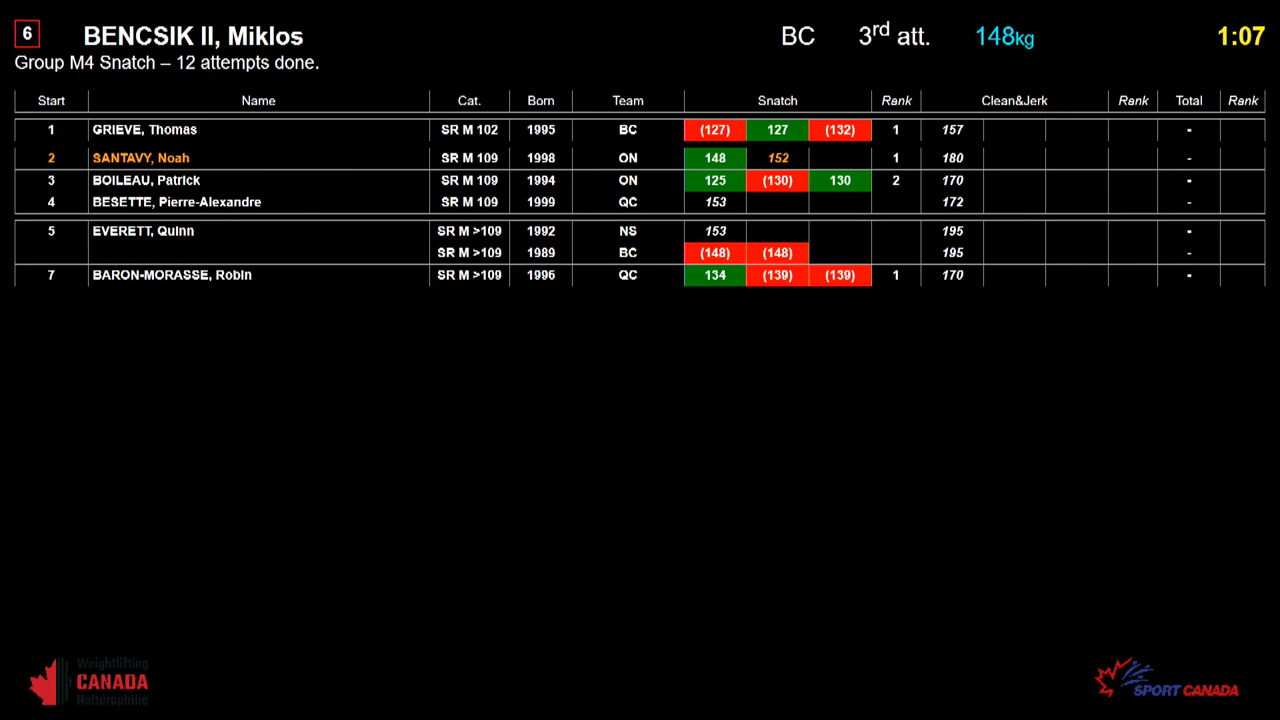 6 BENCSIK II, Miklos BC 3rd att. 148kg 1:07
Group M4 Snatch – 12 attempts done.
Start Name Cat. Born Team Snatch Rank Clean&Jerk Rank Total Rank
1 GRIEVE, Thomas SR M 102 1995 BC (127) 127 (132) 1 157 -
2 SANTAVY, Noah SR M 109 1998 ON 148 152 1 180 -
3 BOILEAU, Patrick SR M 109 1994 ON 125 (130) 130 2 170 -
4 BESETTE, Pierre-Alexandre SR M 109 1999 QC 153 172 -
5 EVERETT, Quinn SR M >109 1992 NS 153 195 -
SR M >109 1989 BC (148) (148) 195 -
7 BARON-MORASSE, Robin SR M >109 1996 QC 134 (139) (139) 1 170 -
Weightlifting
CANADA
Haltérophilie
SPORT CANADA